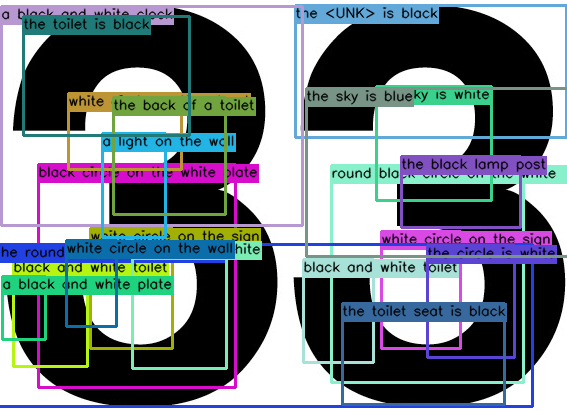 33
a black and white clock
the toilet is black
the <UNK> is black
white
the back of a toilet
the sky is blue
ky is white
a light on the wall
the black lamp post
black circle on the white plate
round black circle on the white
white circle on the sign
white circle on the sign
he round
white circle on the wall
hite
the circle is white
black and white toilet
black and white toilet
a black and white plate
the toilet seat is black